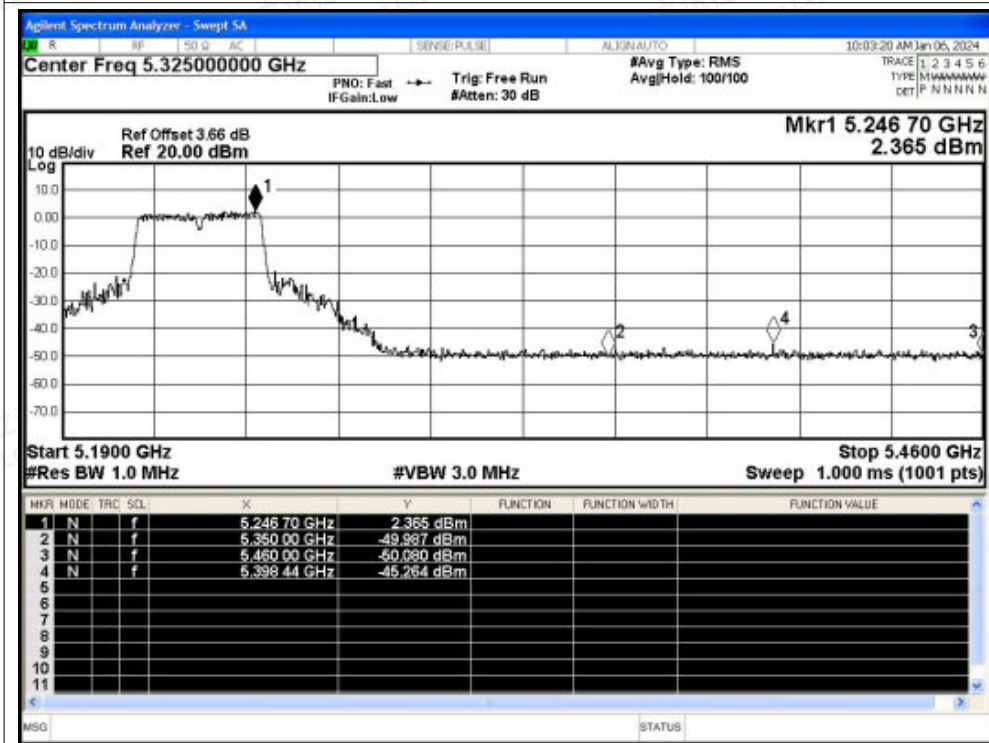 Agilent Spectrum Analyzer - Swept SA
R RF 50 Ω AC SENSE:PULSE ALIGNAUTO 10:03:20 AM Jan 06, 2024
Center Freq 5.325000000 GHz
#Avg Type: RMS
TRACE 1 2 3 4 5 6
PNO: Fast Trig: Free Run Avg|Hold: 100/100
TYPE M
IFGain:Low #Atten: 30 dB
DET P N N N N N
Mkr1 5.246 70 GHz
Ref Offset 3.66 dB
10 dB/div Ref 20.00 dBm 2.365 dBm
Log
10.0
1
0.00
-10.0
-20.0
-30.0
-40.0
2 4 3
-50.0
-60.0
-70.0
Start 5.1900 GHz Stop 5.4600 GHz
#Res BW 1.0 MHz #VBW 3.0 MHz Sweep 1.000 ms (1001 pts)
MKR MODE TRC SCL X Y FUNCTION FUNCTION WIDTH FUNCTION VALUE
1 N f 5.246 70 GHz 2.365 dBm
2 N f 5.350 00 GHz -49.987 dBm
3 N f 5.460 00 GHz -50.080 dBm
4 N f 5.398 44 GHz -45.264 dBm
5
6
7
8
9
10
11
MSG STATUS